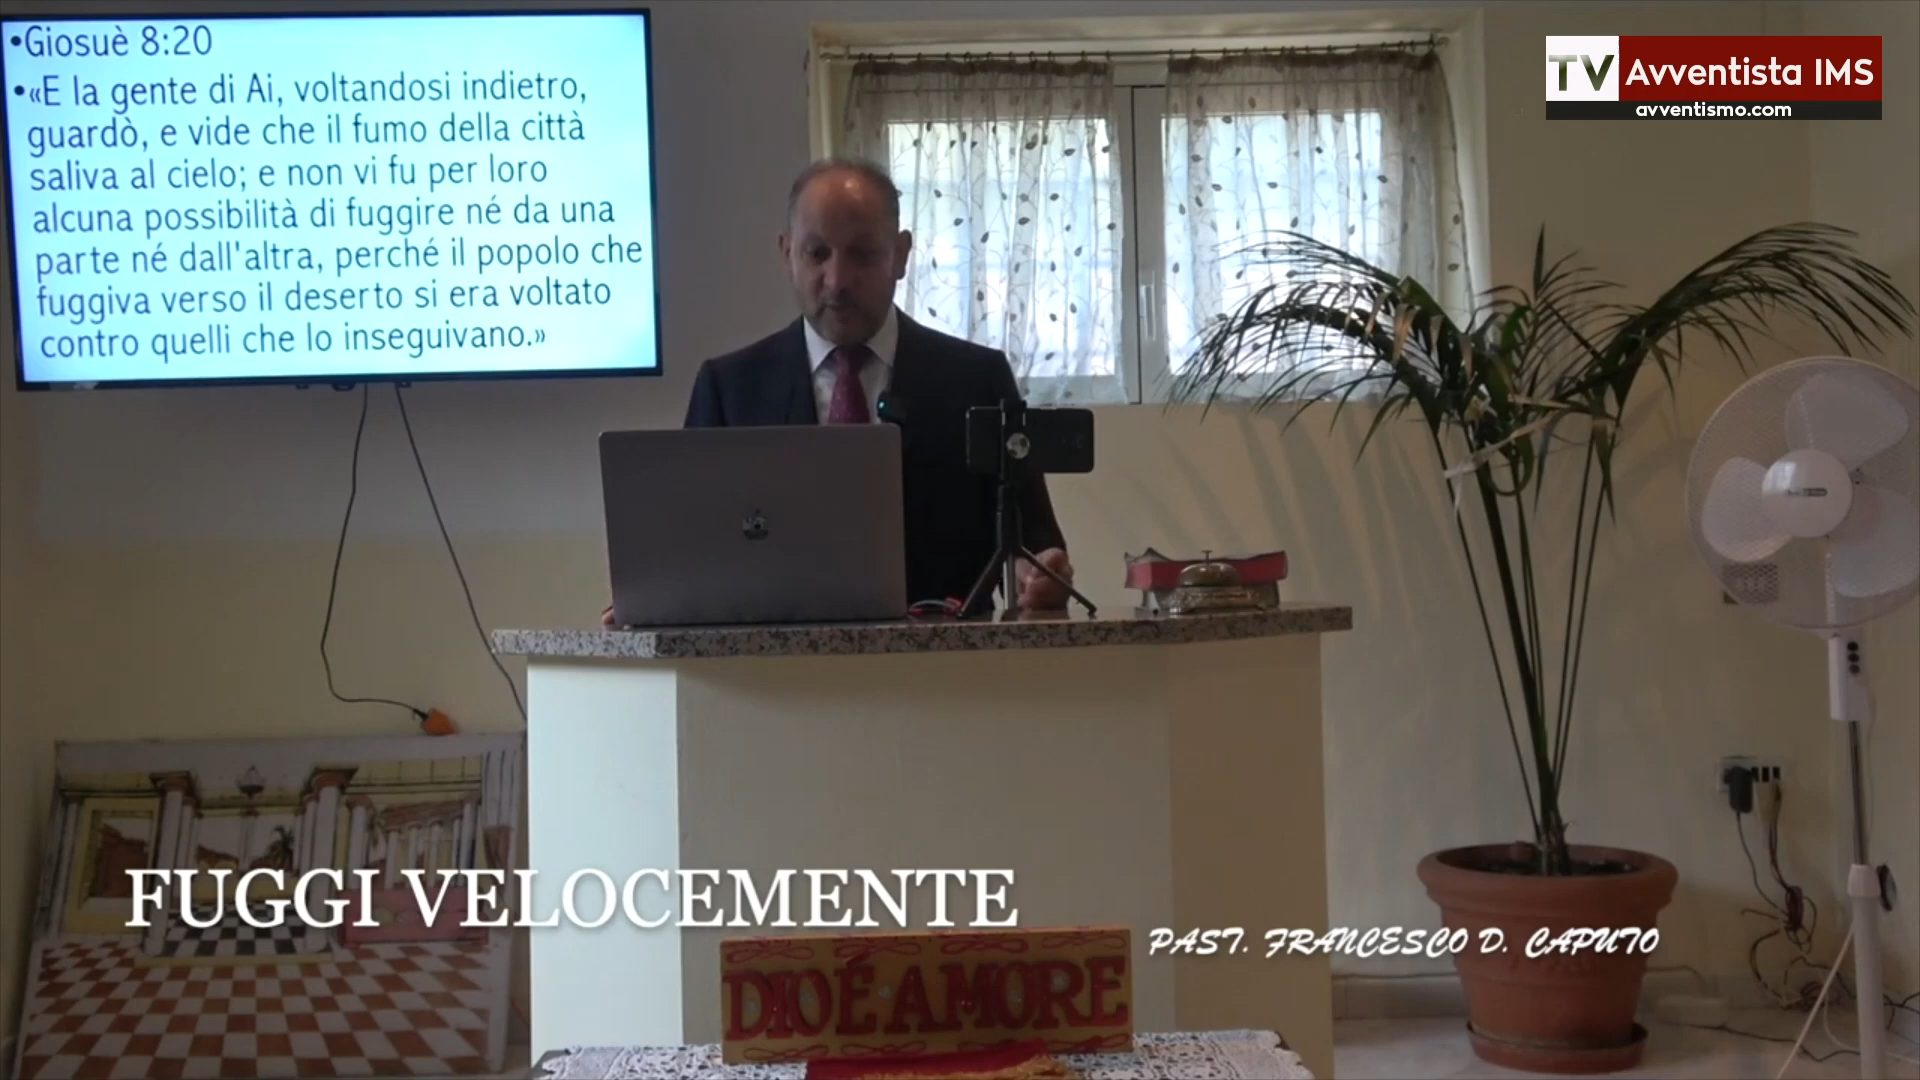 •Giosuè 8:20
•«E la gente di Ai, voltandosi indietro,
guardò, e vide che il fumo della città
saliva al cielo; e non vi fu per loro
alcuna possibilità di fuggire né da una
parte né dall'altra, perché il popolo che
fuggiva verso il deserto si era voltato
contro quelli che lo inseguivano.»
TV Avventista IMS
avventismo.com
FUGGI VELOCEMENTE
PAST. FRANCESCO D. CAPUTO
DIO É AMORE